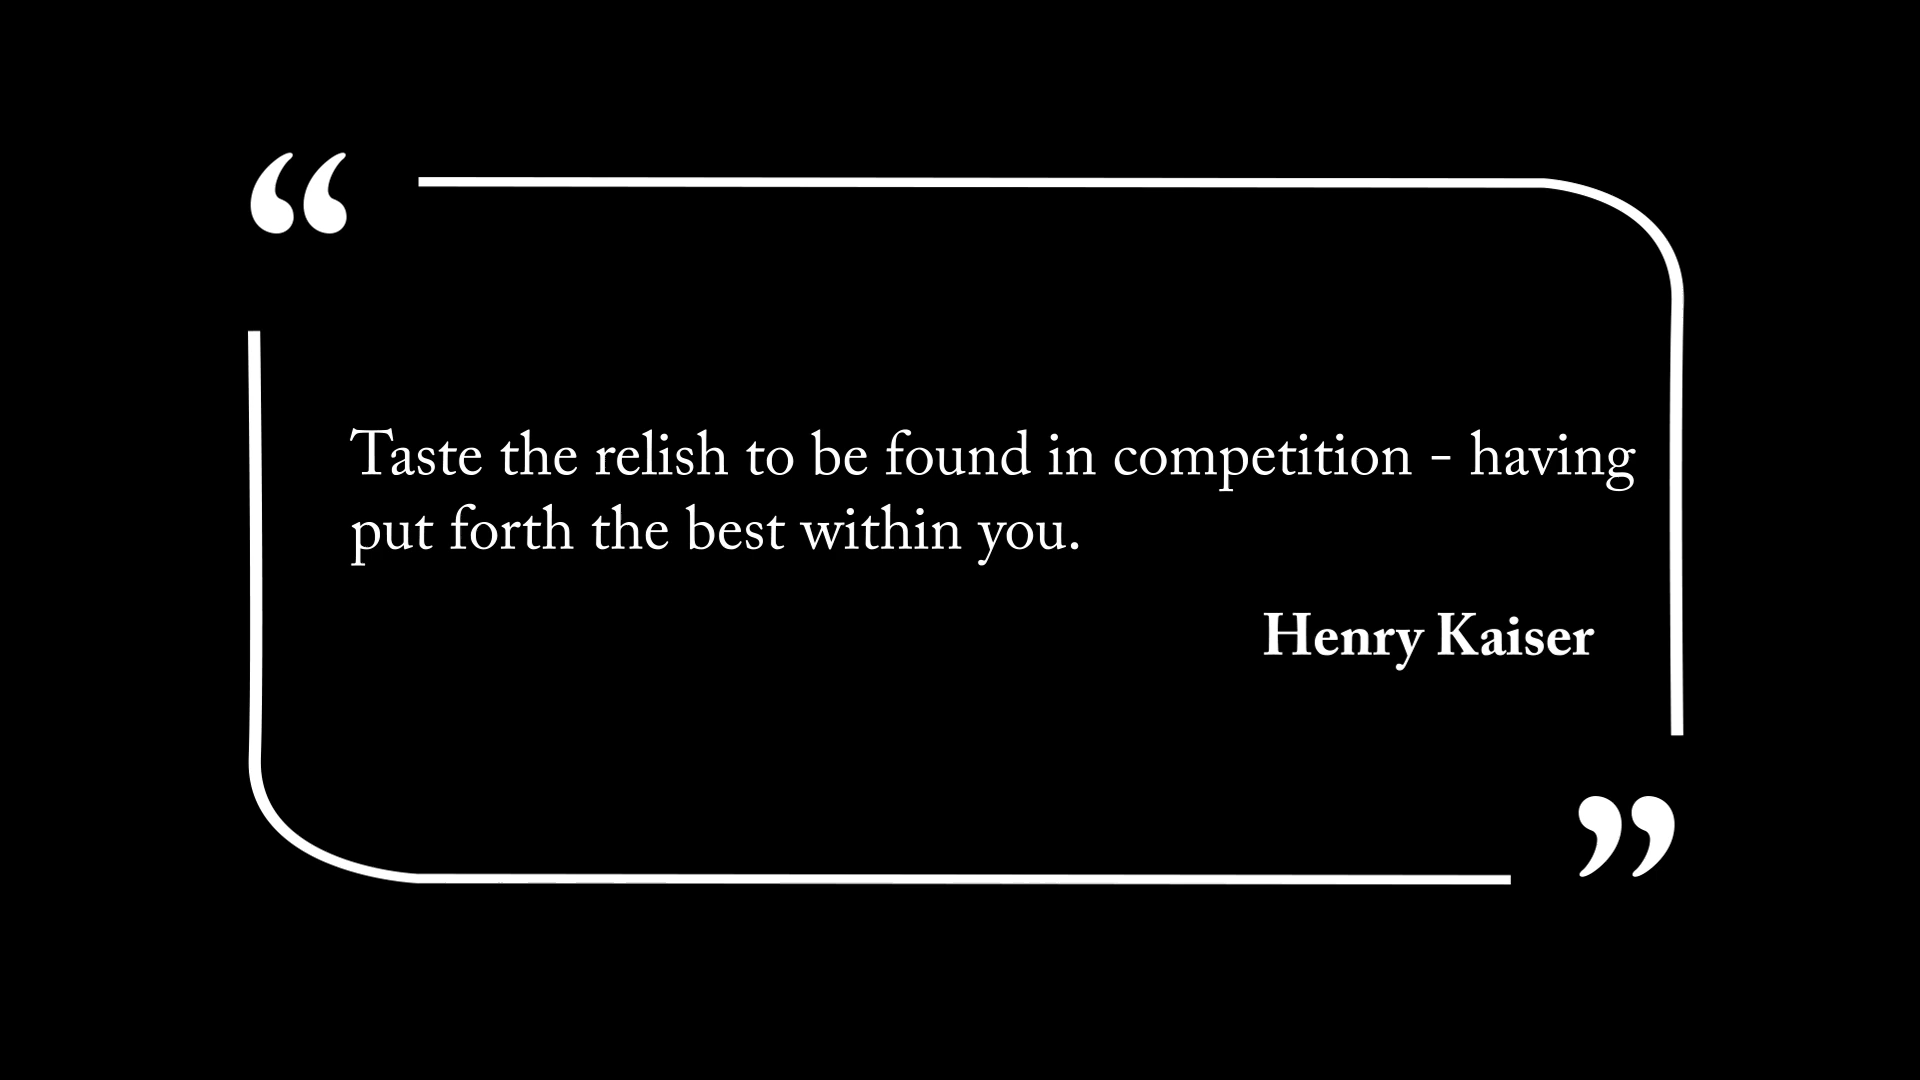 “
Taste the relish to be found in competition - having
put forth the best within you.
Henry Kaiser
”